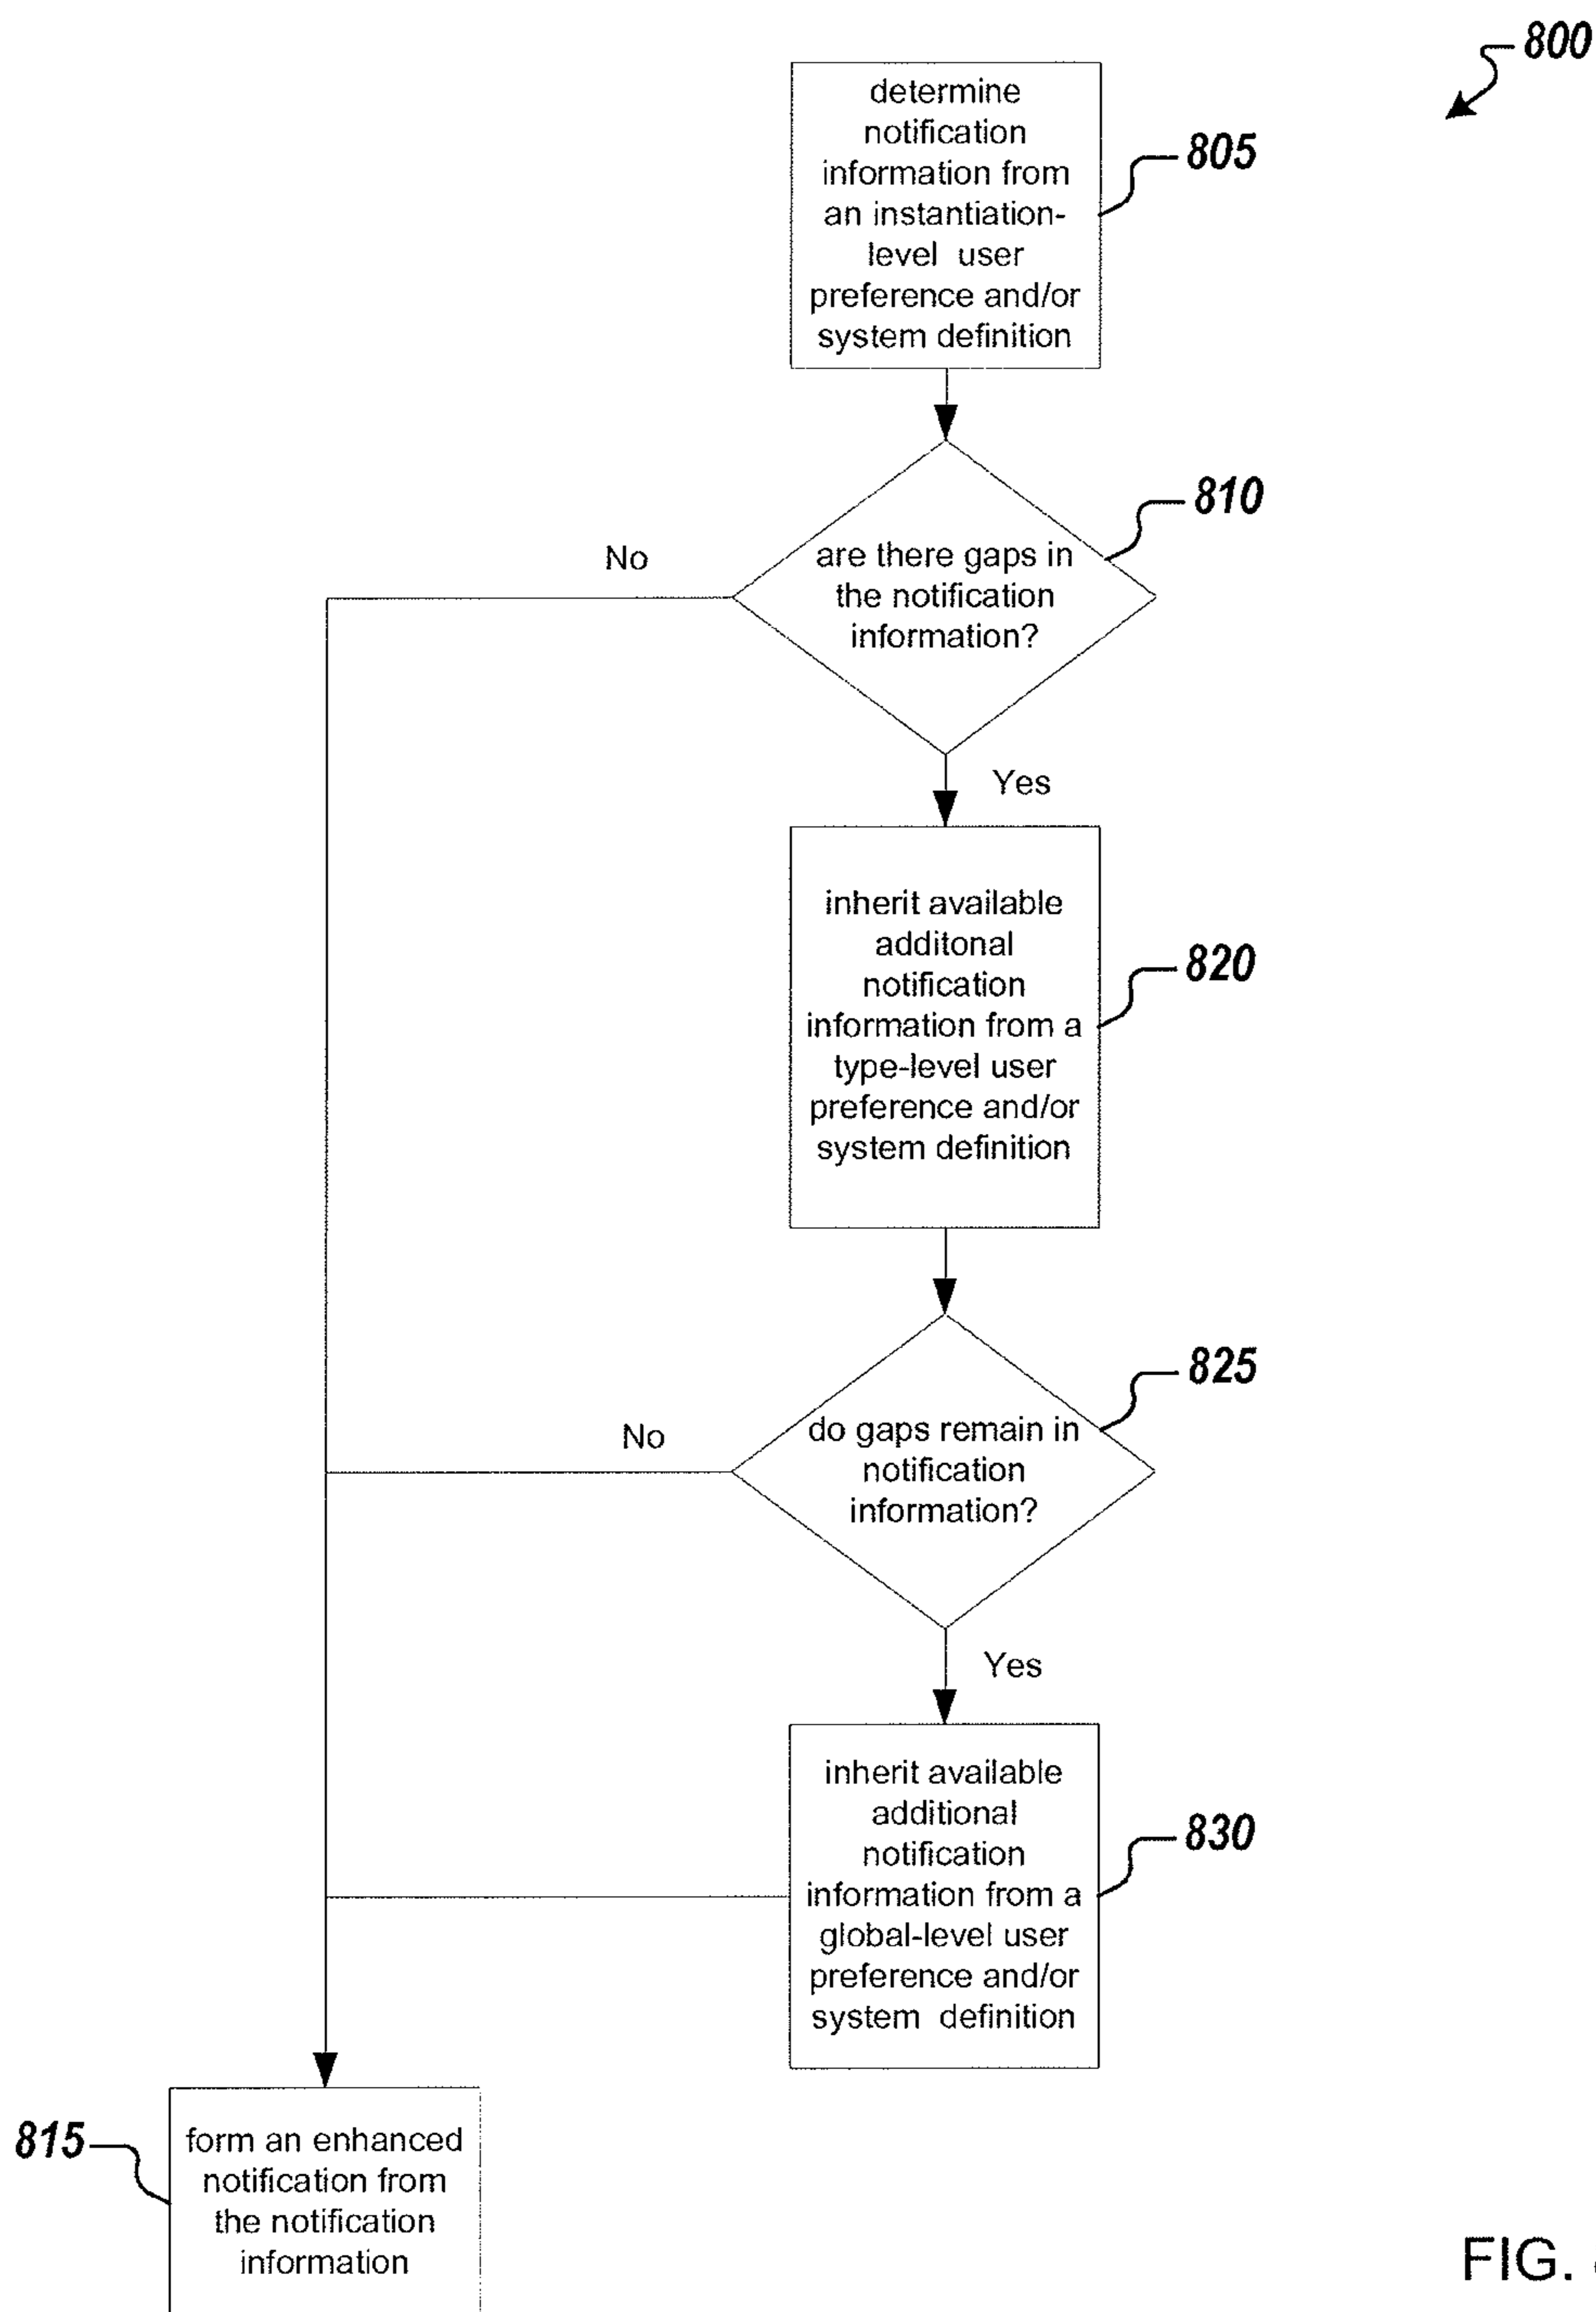 800
determine
notification
information from
an instantiation-
level user
preference and/or
system definition
805
810
are there gaps in
the notification
information?
No
Yes
inherit available
additonal
notification
information from a
type-level user
preference and/or
system definition
820
825
do gaps remain in
notification
information?
No
Yes
inherit available
additional
notification
information from a
global-level user
preference and/or
system definition
830
815
form an enhanced
notification from
the notification
information
FIG.